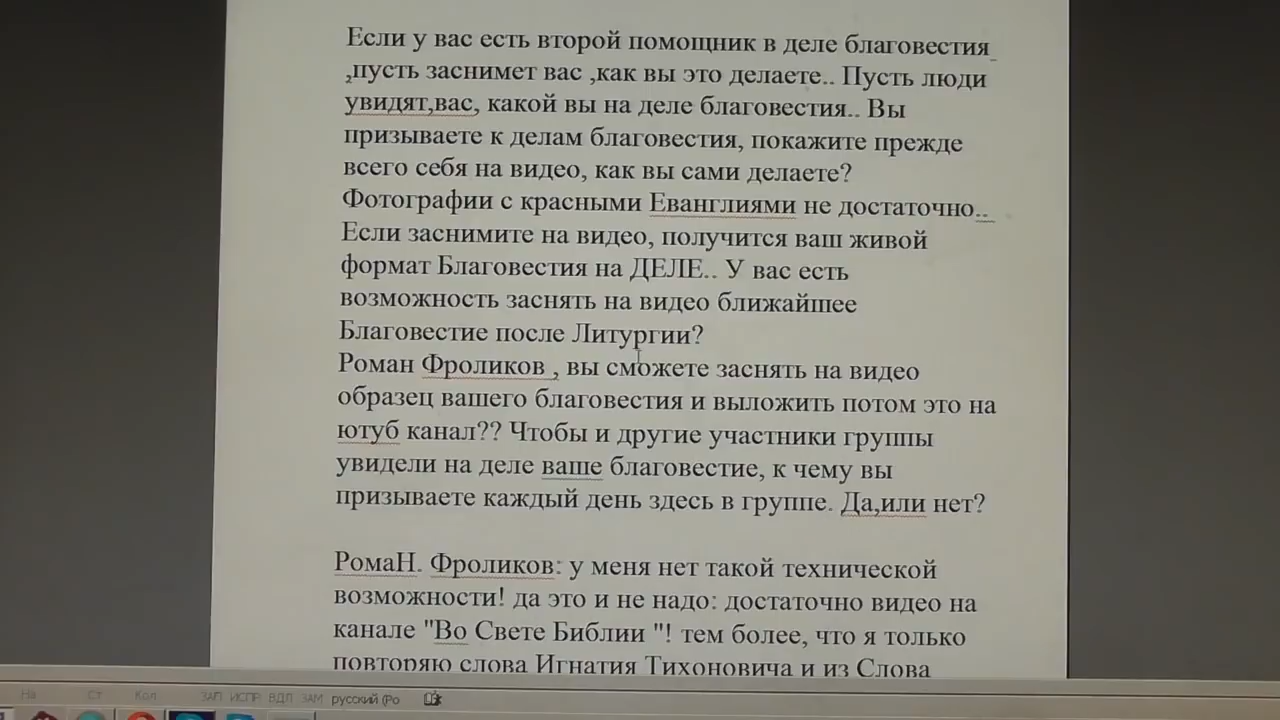 Если у вас есть второй помощник в деле благовестия
,пусть заснимет вас ,как вы это делаете.. Пусть люди
увидят,вас, какой вы на деле благовестия.. Вы
призываете к делам благовестия, покажите прежде
всего себя на видео, как вы сами делаете?
Фотографии с красными Еванглиями не достаточно..
Если заснимите на видео, получится ваш живой
формат Благовестия на ДЕЛЕ.. У вас есть
возможность заснять на видео ближайшее
Благовестие после Литургии?
Роман Фроликов , вы сможете заснять на видео
образец вашего благовестия и выложить потом это на
ютуб канал?? Чтобы и другие участники группы
увидели на деле ваше благовестие, к чему вы
призываете каждый день здесь в группе. Да,или нет?
РомаН. Фроликов: у меня нет такой технической
возможности! да это и не надо: достаточно видео на
канале "Во Свете Библии "! тем более, что я только
повторяю слова Игнатия Тихоновича и из Слова
На Ст Кол ЗАП ИСПР ВДЛ ЗАМ русский (Ро